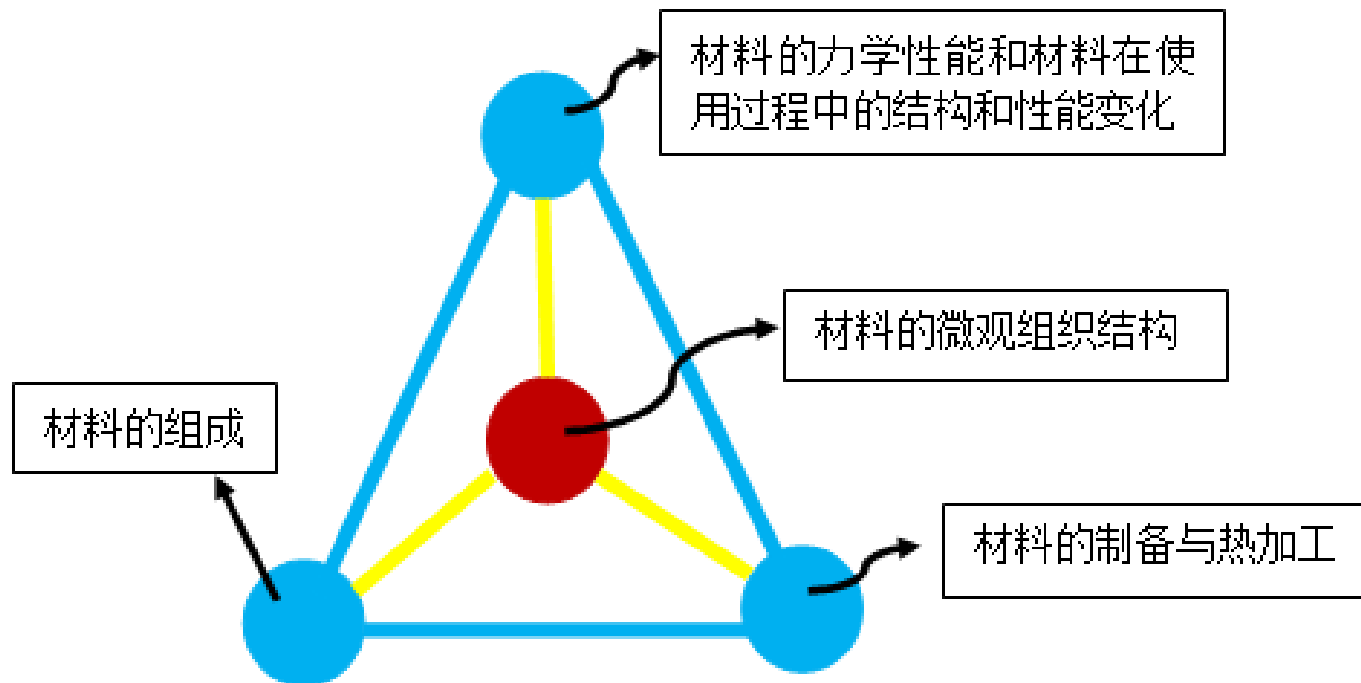 材料的力学性能和材料在使
用过程中的结构和性能变化
材料的微观组织结构
材料的组成
材料的制备与热加工